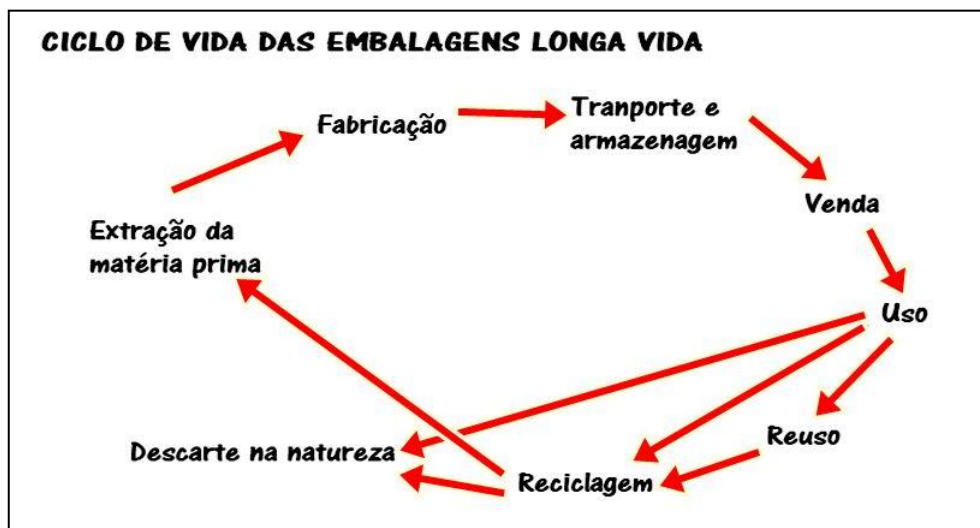 CICLO DE VIDA DAS EMBALAGENS LONGA VIDA
Fabricação
Tranporte e
armazenagem
Venda
Extração da
matéria prima
Uso
Reuso
Descarte na natureza
Reciclagem